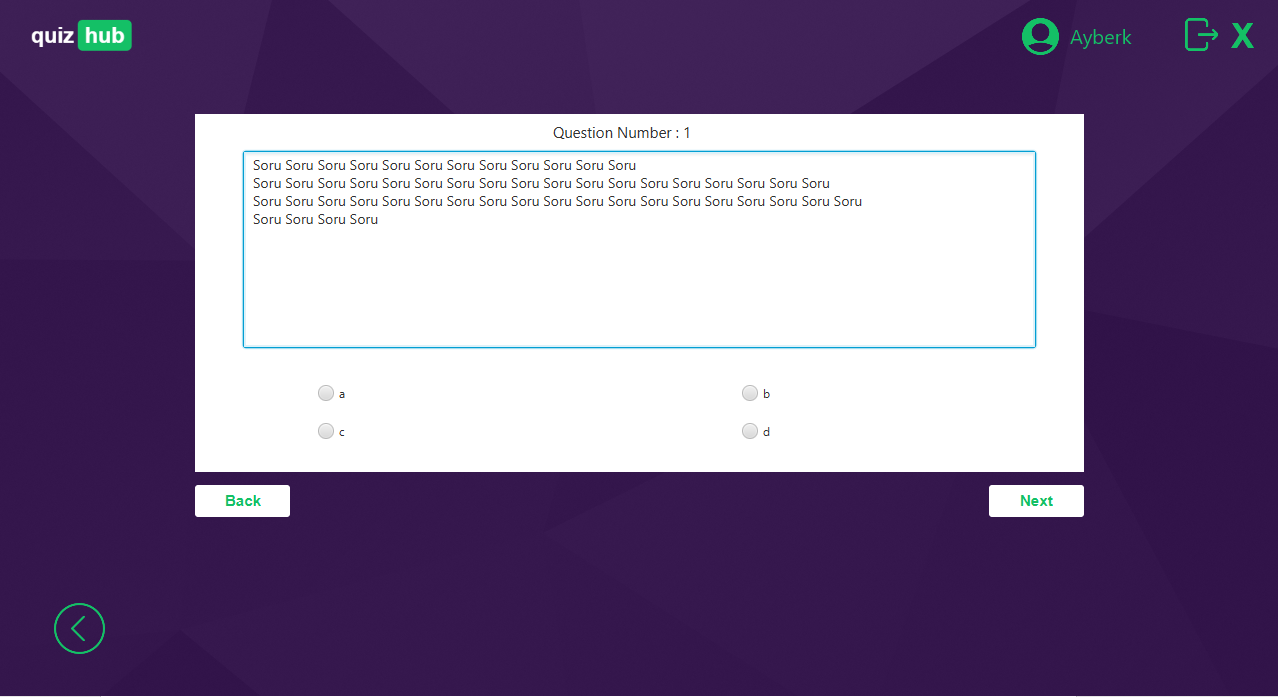 quiz hub
Ayberk
X
Question Number : 1
Soru Soru Soru Soru Soru Soru Soru Soru Soru Soru Soru Soru
Soru Soru Soru Soru Soru Soru Soru Soru Soru Soru Soru Soru Soru Soru Soru Soru Soru Soru
Soru Soru Soru Soru Soru Soru Soru Soru Soru Soru Soru Soru Soru Soru Soru Soru Soru Soru Soru
Soru Soru Soru Soru
a
b
c
d
Back
Next